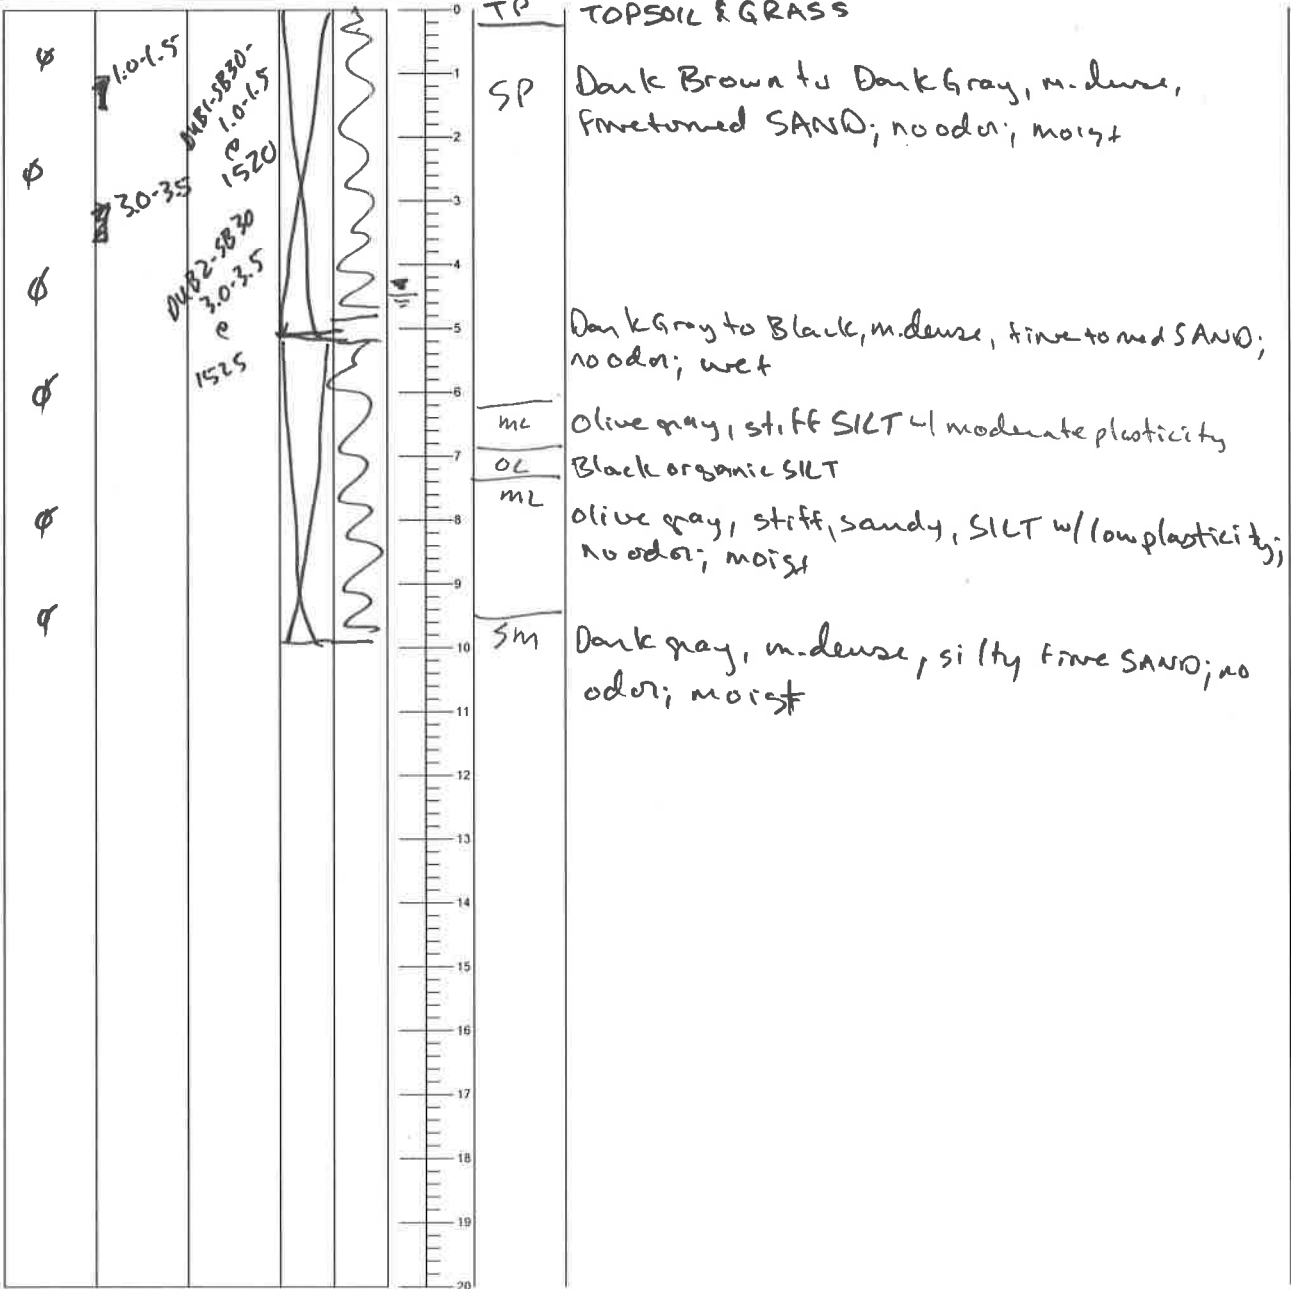 TP TOPSOIL & GRASS
SP Dark Brown to Dark Gray, m.dense,
fine to med SAND; no odor; moist
Dark Gray to Black, m.dense, fine to med SAND;
no odor; wet
ML Olive gray, stiff SILT w/ moderate plasticity
OL Black organic SILT
ML olive gray, stiff, sandy, SILT w/ low plasticity;
no odor; moist
SM Dark gray, m.dense, silty fine SAND; no
odor; moist
ø
ø
ø
ø
ø
ø
1.0-1.5
3.0-3.5
DUB1-SB30-
1.0-1.5
@
1520
DUB2-SB30
3.0-3.5
@
1525
0
1
2
3
4
5
6
7
8
9
10
11
12
13
14
15
16
17
18
19
20